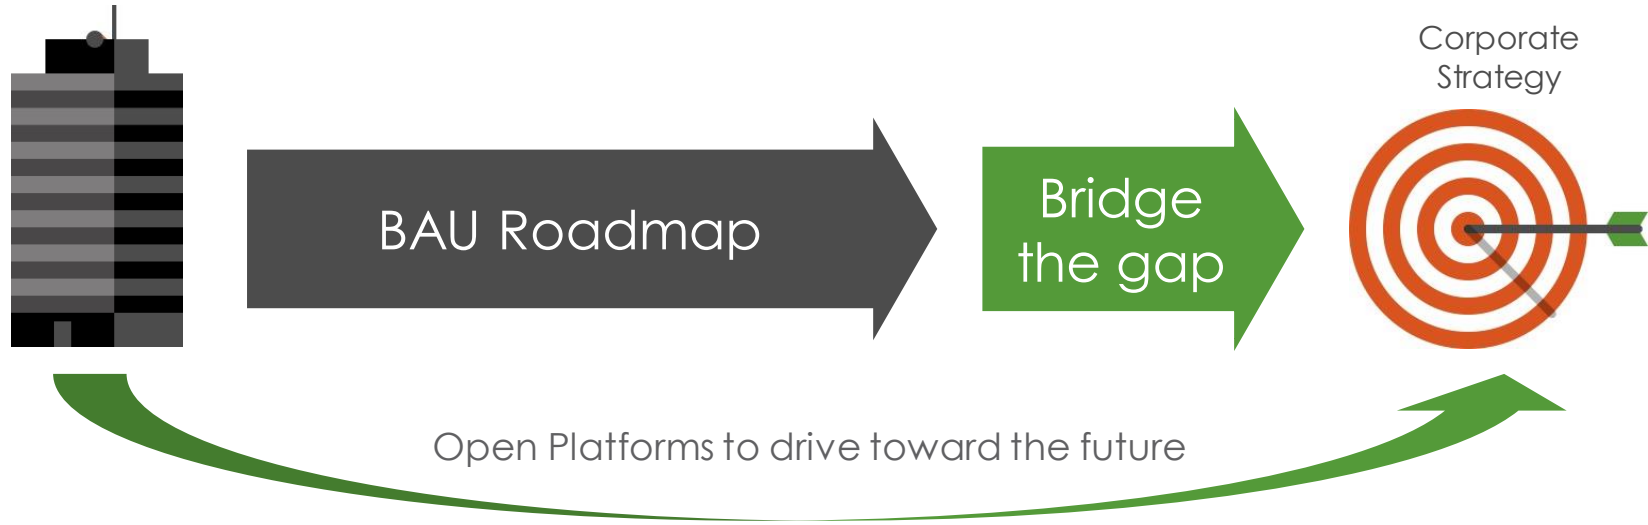 Corporate
Strategy
BAU Roadmap
Bridge
the gap
Open Platforms to drive toward the future